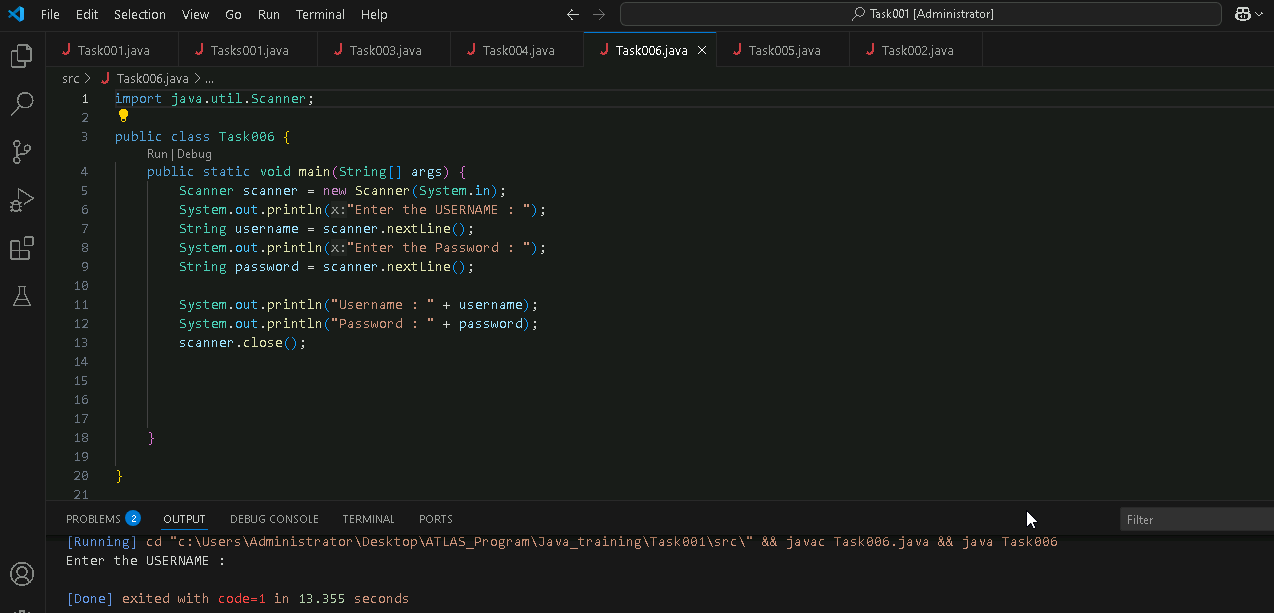 File Edit Selection View Go Run Terminal Help Task001 [Administrator]
Task001.java Tasks001.java Task003.java Task004.java Task006.java Task005.java Task002.java
src > Task006.java > ...
1 import java.util.Scanner;
2
3 public class Task006 {
Run | Debug
4 public static void main(String[] args) {
5 Scanner scanner = new Scanner(System.in);
6 System.out.println(x:"Enter the USERNAME : ");
7 String username = scanner.nextLine();
8 System.out.println(x:"Enter the Password : ");
9 String password = scanner.nextLine();
10
11 System.out.println("Username : " + username);
12 System.out.println("Password : " + password);
13 scanner.close();
14
15
16
17
18 }
19
20 }
21
PROBLEMS 2 OUTPUT DEBUG CONSOLE TERMINAL PORTS Filter
[Running] cd "c:\Users\Administrator\Desktop\ATLAS_Program\Java_training\Task001\src\" && javac Task006.java && java Task006
Enter the USERNAME :
[Done] exited with code=1 in 13.355 seconds